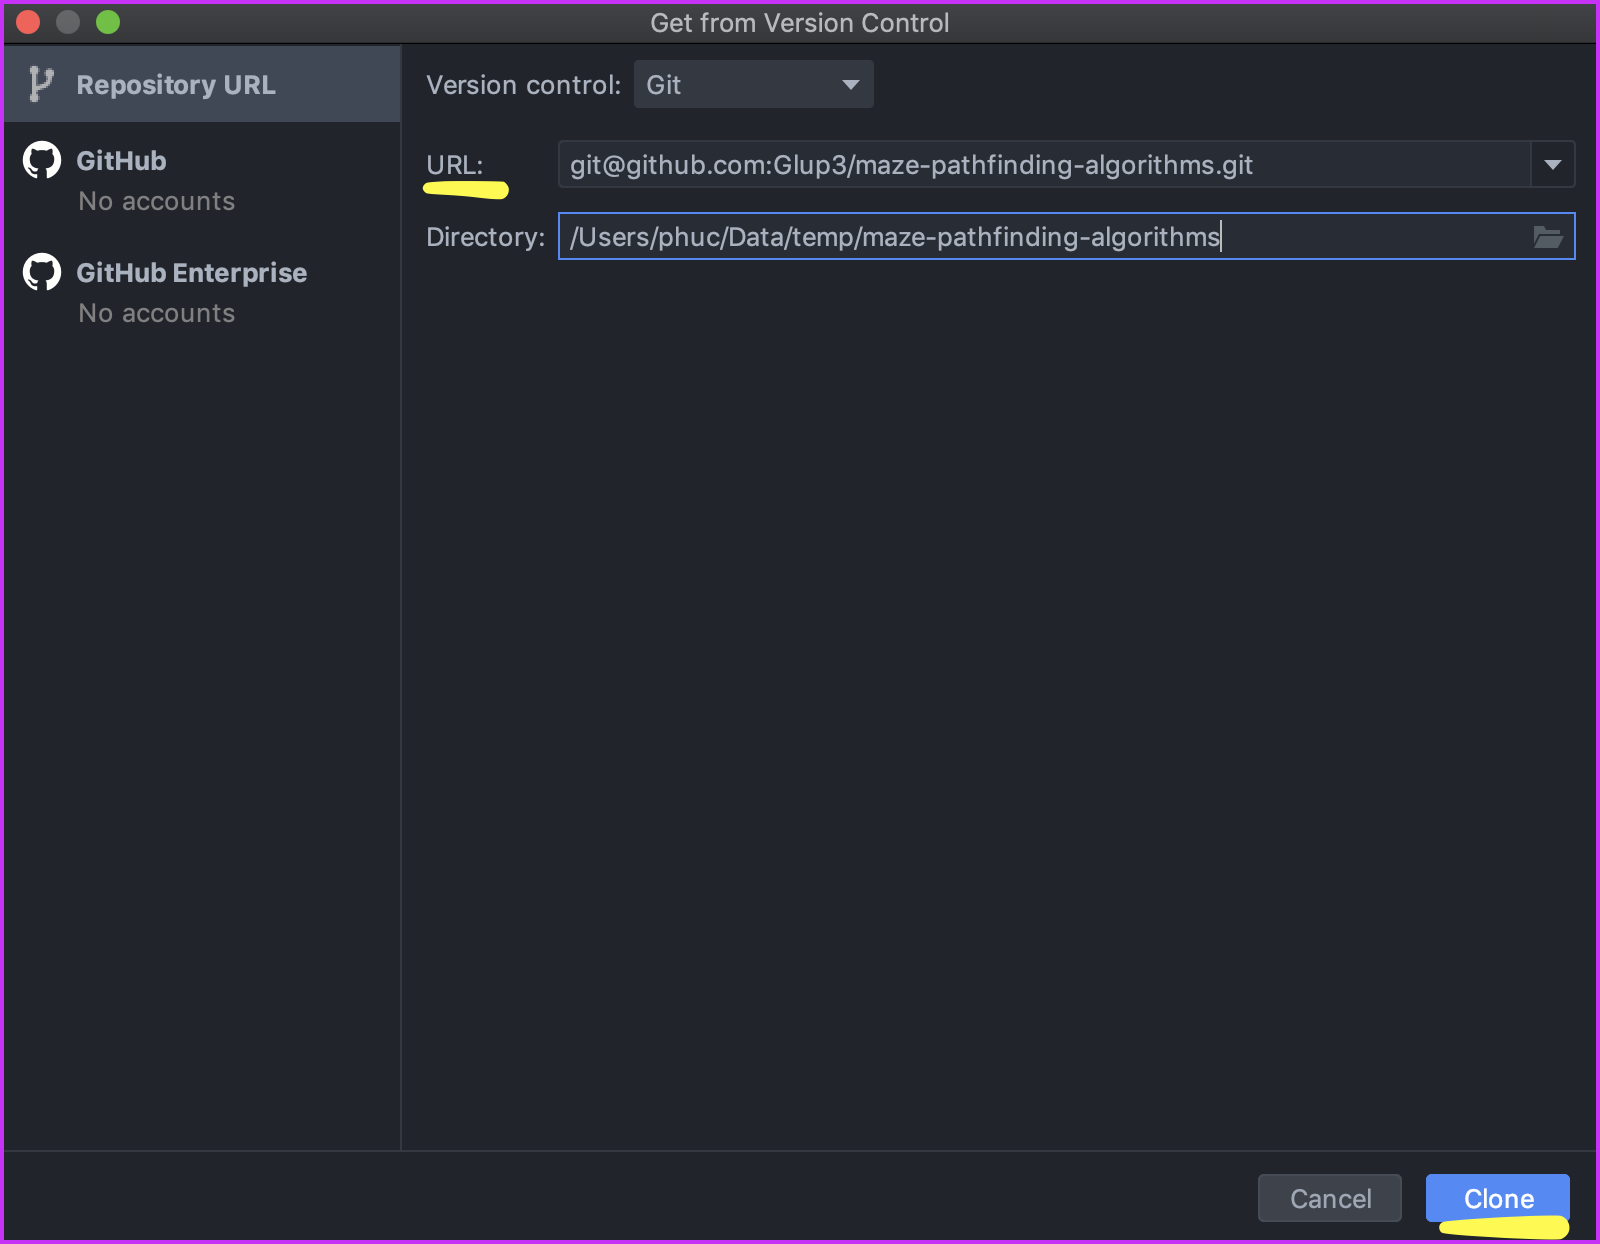 Get from Version Control
Repository URL
GitHub
No accounts
GitHub Enterprise
No accounts
Version control: Git
URL: git@github.com:Glup3/maze-pathfinding-algorithms.git
Directory: /Users/phuc/Data/temp/maze-pathfinding-algorithms
Cancel Clone